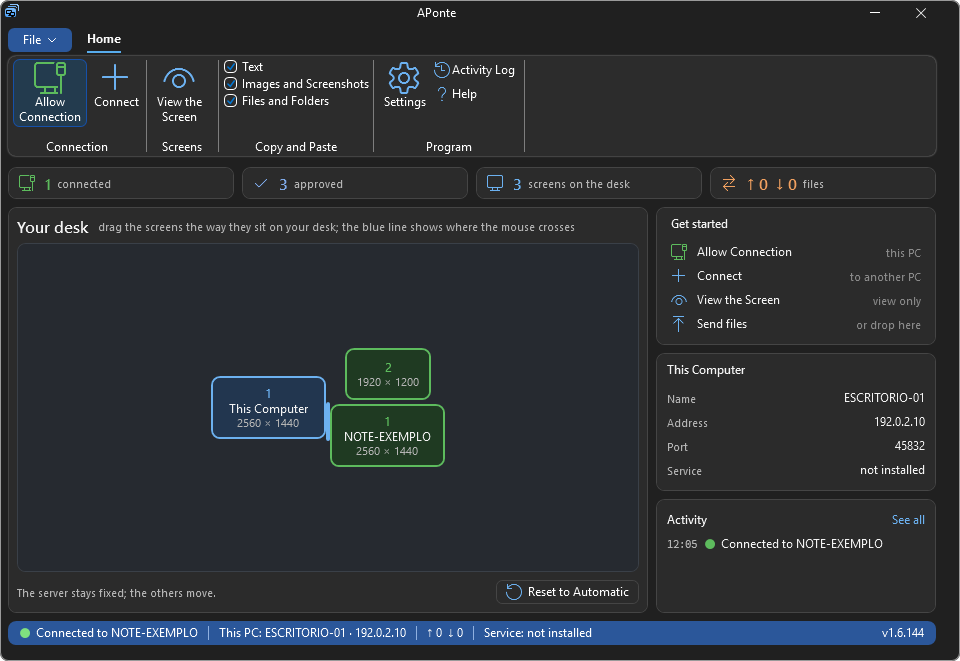 APonte
File
Home
Allow
Connection
Connect
Connection
View the
Screen
Screens
Text
Images and Screenshots
Files and Folders
Copy and Paste
Settings
Activity Log
? Help
Program
1 connected
3 approved
3 screens on the desk
↑ 0 ↓ 0 files
Your desk drag the screens the way they sit on your desk; the blue line shows where the mouse crosses
2
1920 × 1200
1
This Computer
2560 × 1440
1
NOTE-EXEMPLO
2560 × 1440
The server stays fixed; the others move.
Reset to Automatic
Get started
Allow Connection this PC
Connect to another PC
View the Screen view only
Send files or drop here
This Computer
Name ESCRITORIO-01
Address 192.0.2.10
Port 45832
Service not installed
Activity See all
12:05 Connected to NOTE-EXEMPLO
Connected to NOTE-EXEMPLO | This PC: ESCRITORIO-01 · 192.0.2.10 | ↑ 0 ↓ 0 | Service: not installed v1.6.144